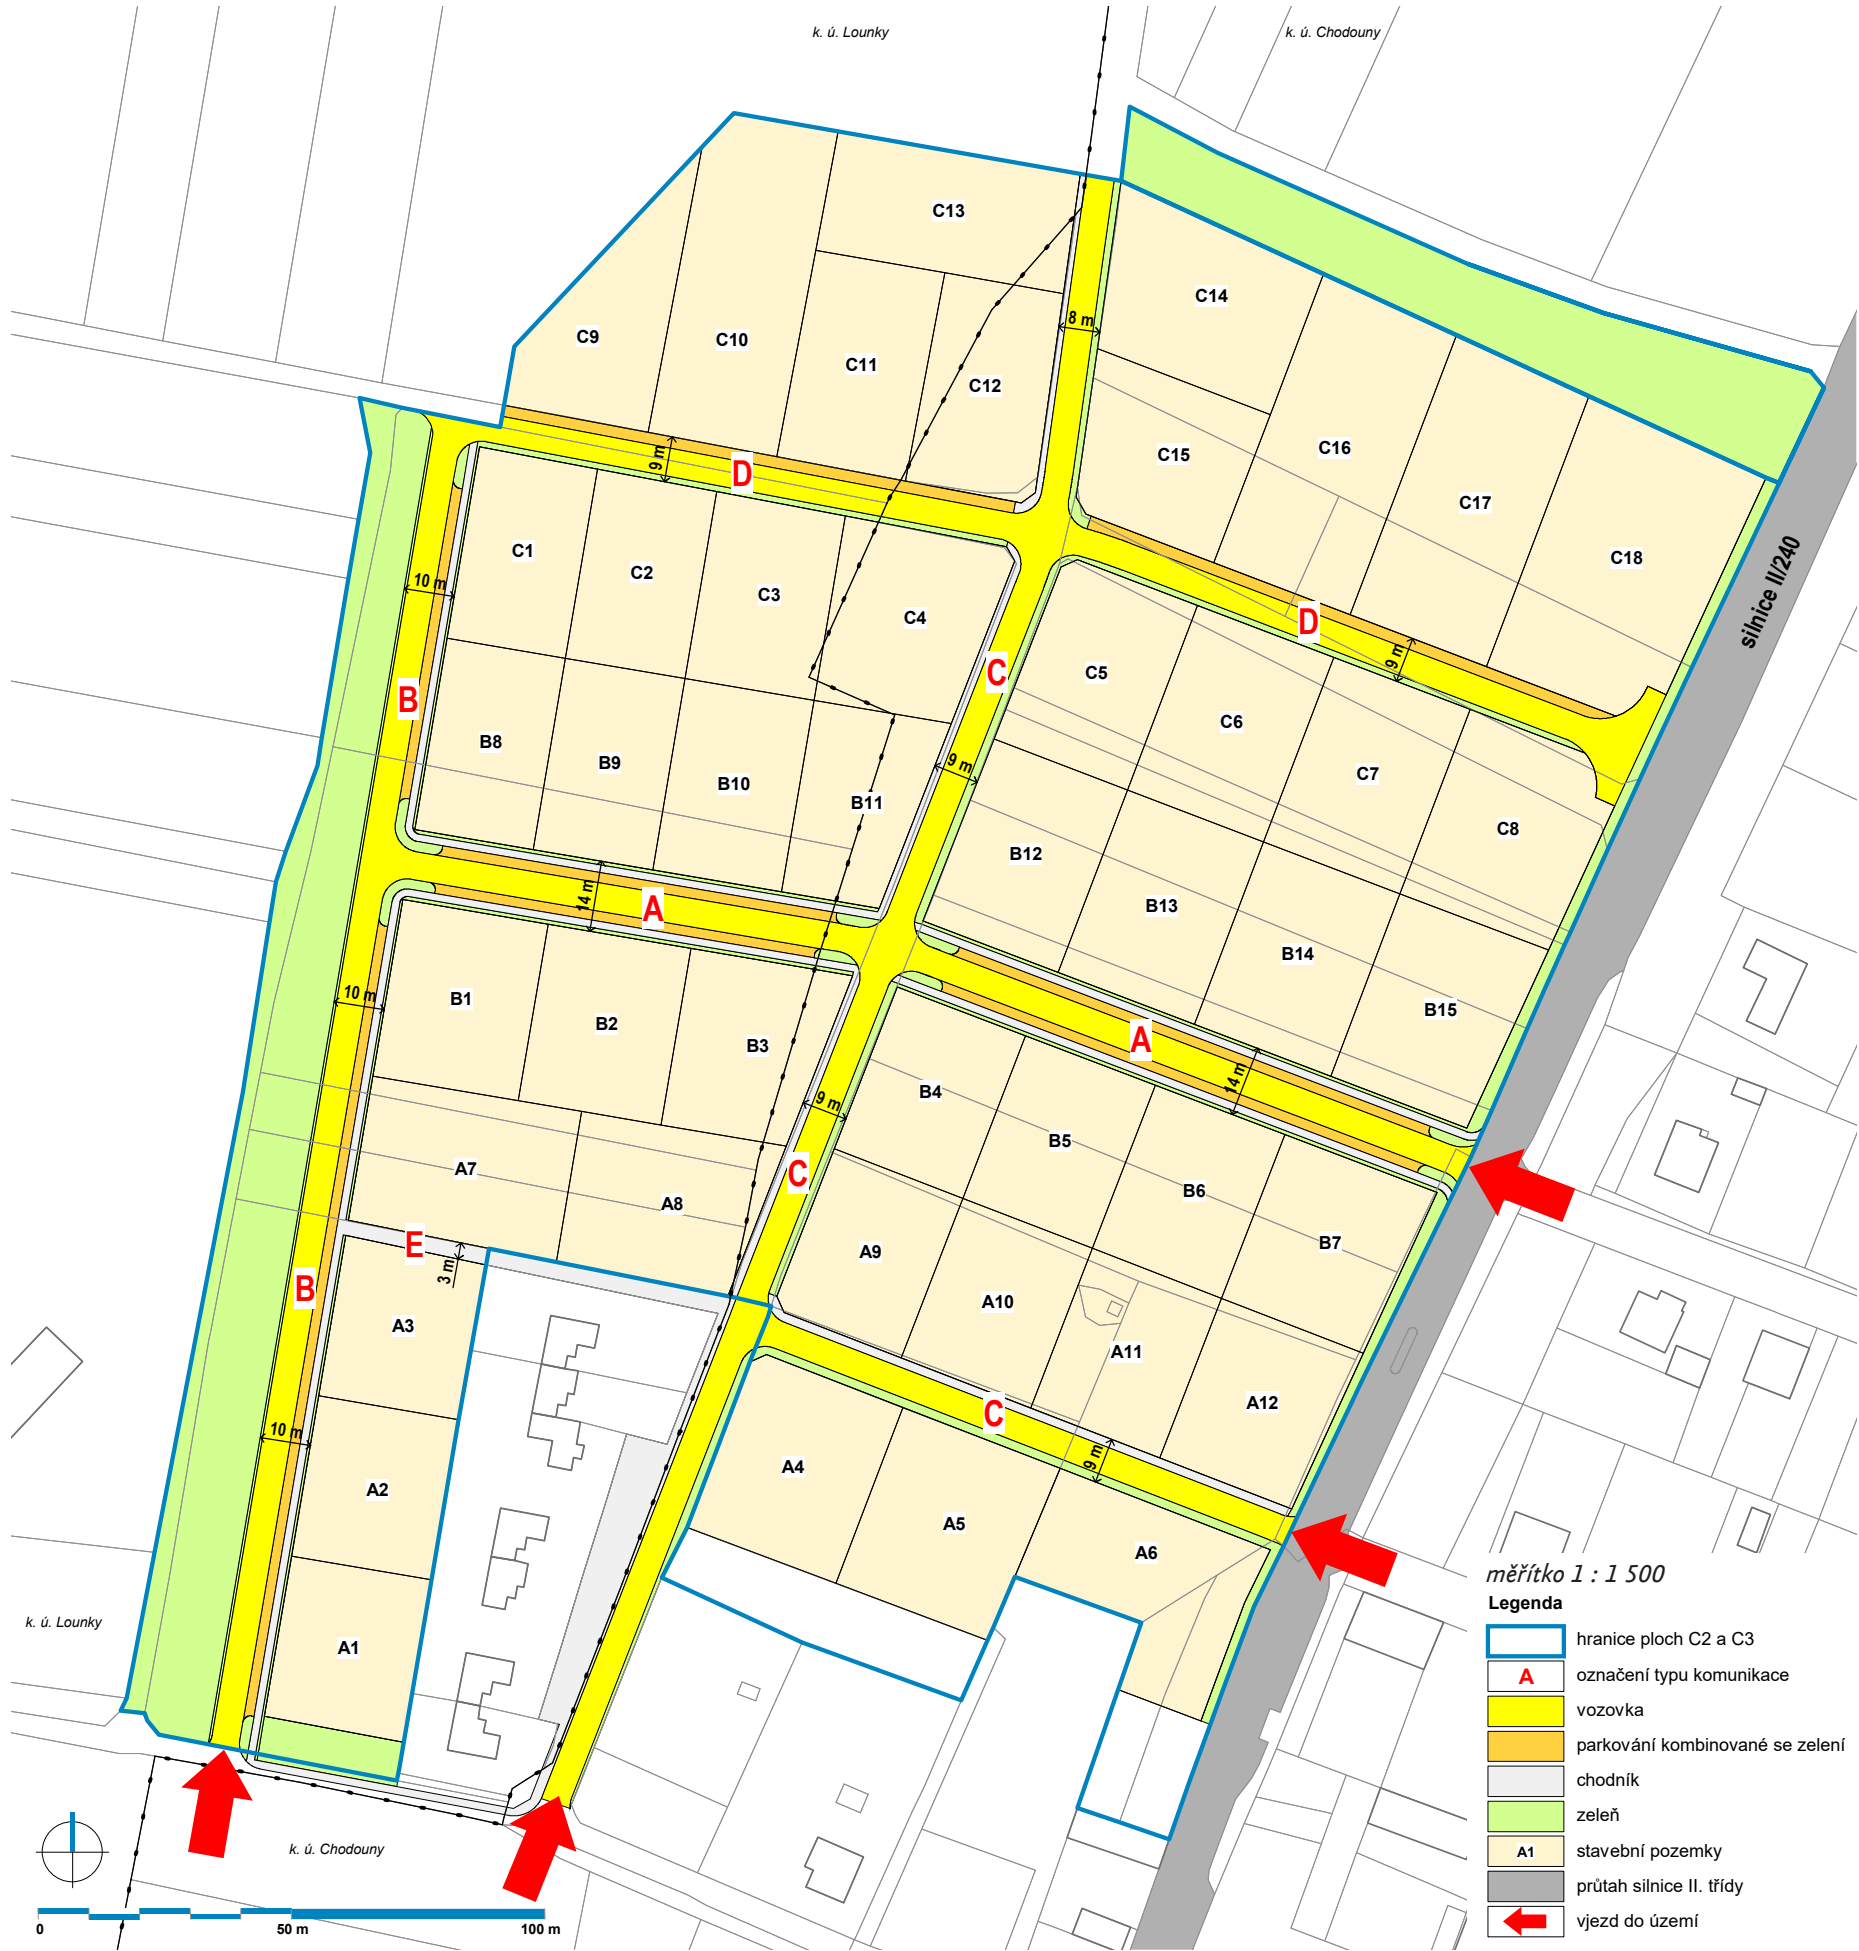 k. ú. Lounky
k. ú. Chodouny
C13
C14
8 m
C9
C10
C11
C12
C15
C16
C17
C18
9 m
D
silnice II/240
C1
C2
C3
C4
10 m
D
9 m
B
C
C5
C6
C7
C8
B8
B9
B10
B11
9 m
B12
B13
B14
B15
14 m
A
10 m
B1
B2
B3
A
14 m
B4
B5
B6
B7
9 m
C
A7
A8
E
3 m
B
A9
A10
A11
A12
A3
10 m
A2
A1
C
9 m
A4
A5
A6
k. ú. Lounky
k. ú. Chodouny
0
50 m
100 m
měřítko 1 : 1 500
Legenda
hranice ploch C2 a C3
A označení typu komunikace
vozovka
parkování kombinované se zelení
chodník
zeleň
A1 stavební pozemky
průtah silnice II. třídy
vjezd do území